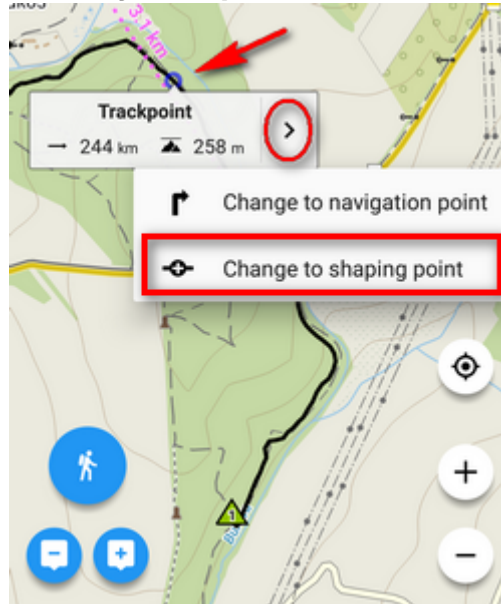 3.1 km
Trackpoint
→ 244 km 258 m
Change to navigation point
Change to shaping point
1